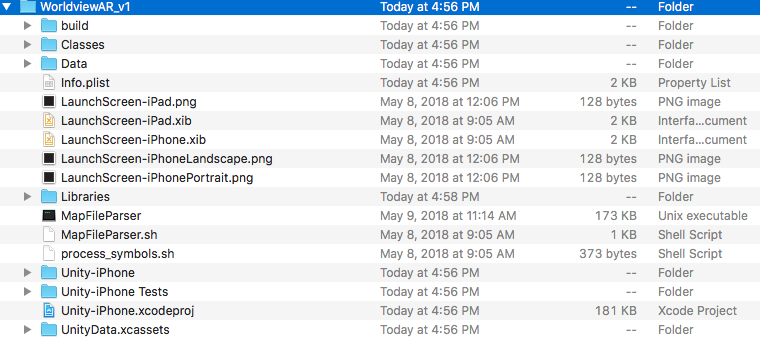 WorldviewAR_v1 Today at 4:56 PM -- Folder
build Today at 4:56 PM -- Folder
Classes Today at 4:56 PM -- Folder
Data Today at 4:56 PM -- Folder
Info.plist Today at 4:56 PM 2 KB Property List
LaunchScreen-iPad.png May 8, 2018 at 12:06 PM 128 bytes PNG image
LaunchScreen-iPad.xib May 8, 2018 at 9:05 AM 2 KB Interfa...cument
LaunchScreen-iPhone.xib May 8, 2018 at 9:05 AM 2 KB Interfa...cument
LaunchScreen-iPhoneLandscape.png May 8, 2018 at 12:06 PM 128 bytes PNG image
LaunchScreen-iPhonePortrait.png May 8, 2018 at 12:06 PM 128 bytes PNG image
Libraries Today at 4:58 PM -- Folder
MapFileParser May 9, 2018 at 11:14 AM 173 KB Unix executable
MapFileParser.sh May 8, 2018 at 9:05 AM 1 KB Shell Script
process_symbols.sh May 8, 2018 at 9:05 AM 373 bytes Shell Script
Unity-iPhone Today at 4:56 PM -- Folder
Unity-iPhone Tests Today at 4:56 PM -- Folder
Unity-iPhone.xcodeproj Today at 4:56 PM 181 KB Xcode Project
UnityData.xcassets Today at 4:56 PM -- Folder